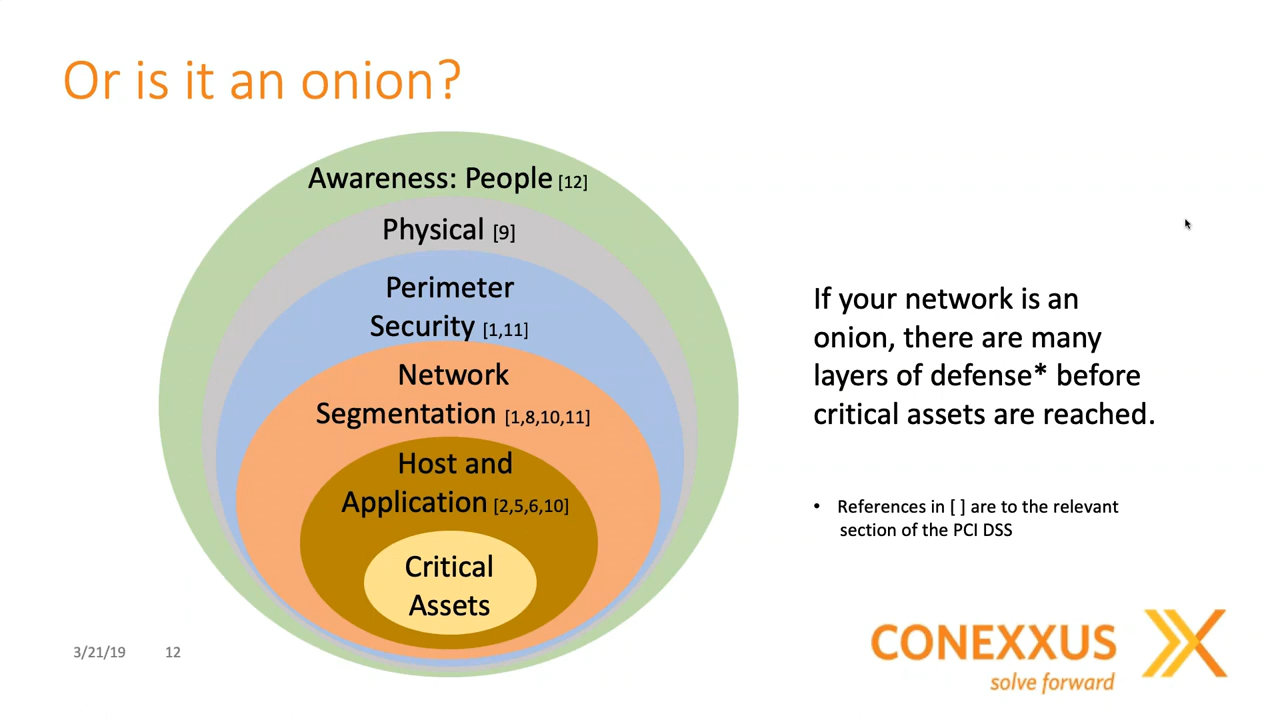 Or is it an onion?
Awareness: People [12]
Physical [9]
Perimeter
Security [1,11]
Network
Segmentation [1,8,10,11]
Host and
Application [2,5,6,10]
Critical
Assets
If your network is an
onion, there are many
layers of defense* before
critical assets are reached.
• References in [ ] are to the relevant
section of the PCI DSS
3/21/19 12
CONEXXUS
solve forward